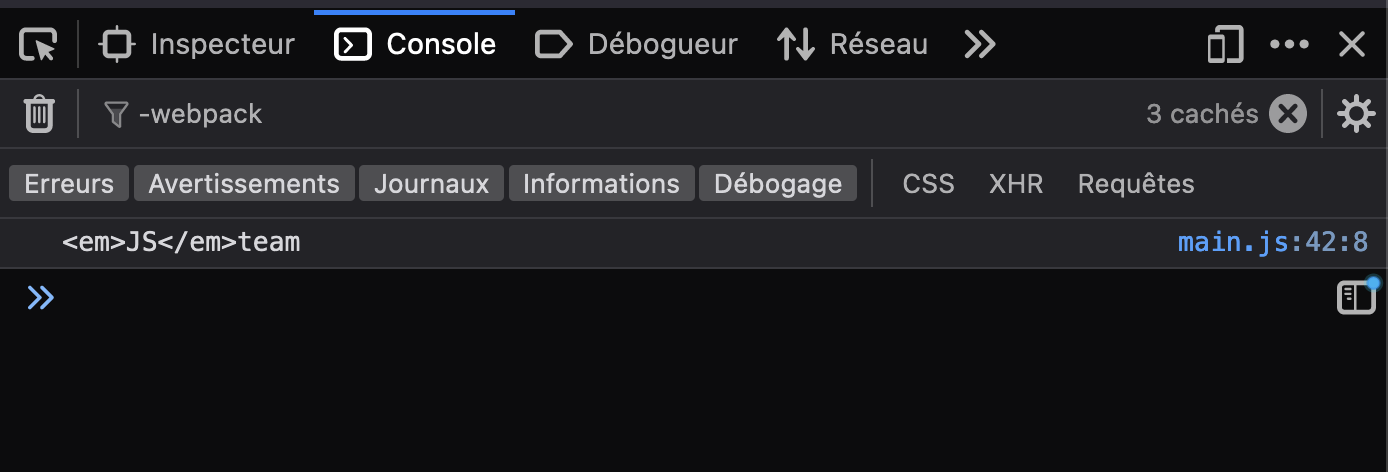 Inspecteur Console Débogueur Réseau
-webpack 3 cachés
Erreurs Avertissements Journaux Informations Débogage CSS XHR Requêtes
<em>JS</em>team main.js:42:8